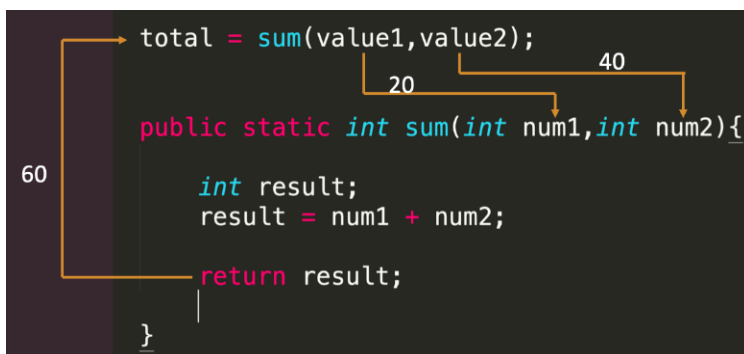 total = sum(value1,value2);
20
40
public static int sum(int num1,int num2){
60
int result;
result = num1 + num2;
return result;
}